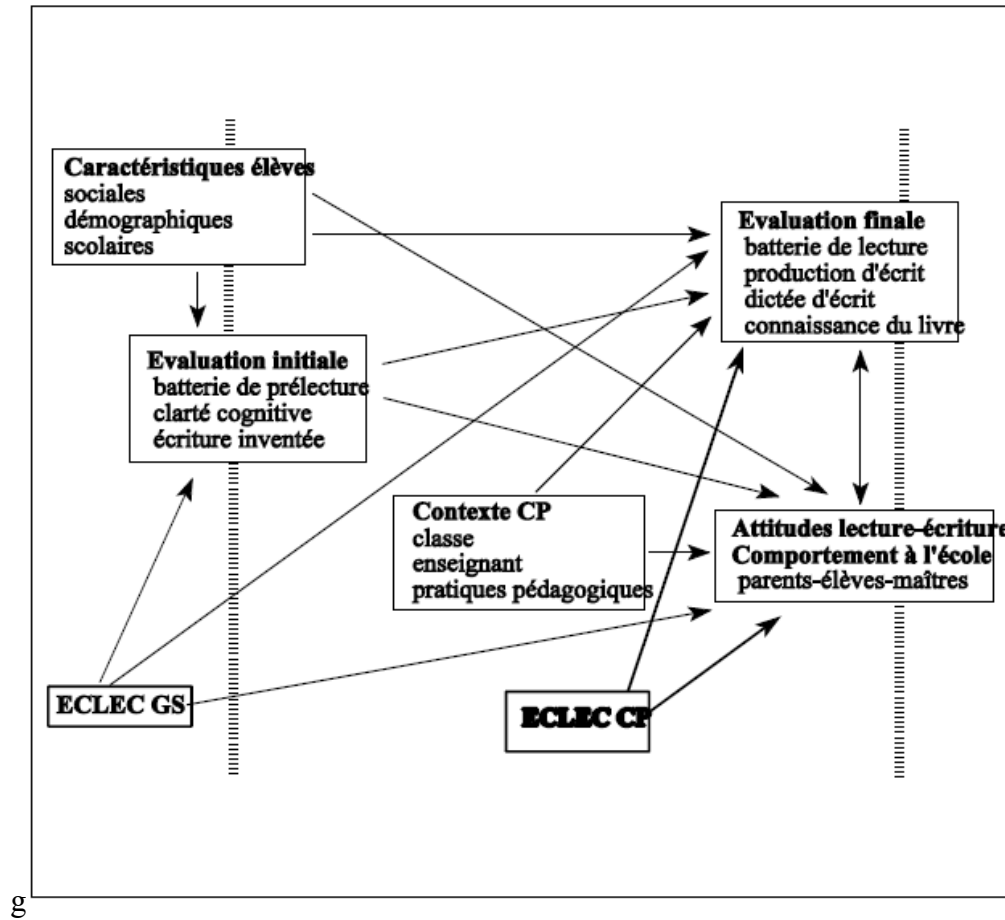 Caractéristiques élèves
sociales
démographiques
scolaires
Evaluation finale
batterie de lecture
production d'écrit
dictée d'écrit
connaissance du livre
Evaluation initiale
batterie de prélecture
clarté cognitive
écriture inventée
Contexte CP
classe
enseignant
pratiques pédagogiques
Attitudes lecture-écriture
Comportement à l'école
parents-élèves-maîtres
ECLEC GS
ECLEC CP
g